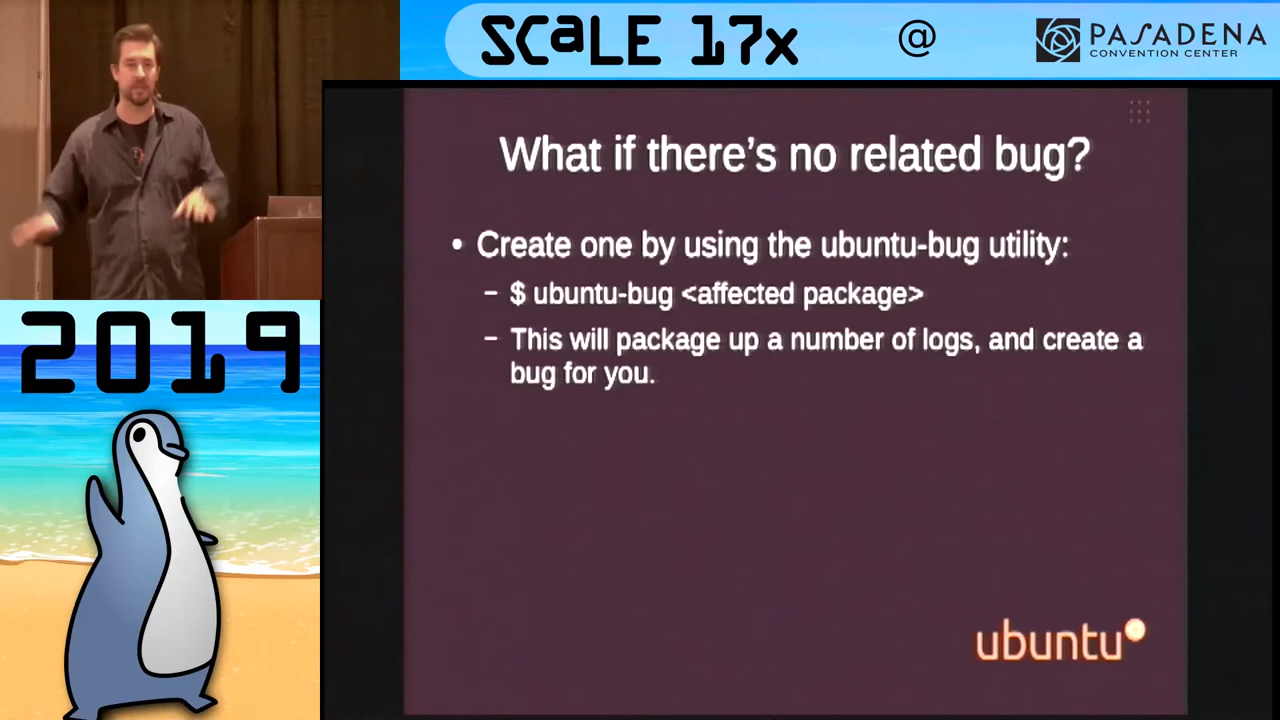 SCaLE 17x
@
PASADENA
CONVENTION CENTER
What if there's no related bug?
• Create one by using the ubuntu-bug utility:
– $ ubuntu-bug <affected package>
– This will package up a number of logs, and create a
bug for you.
2019
ubuntu